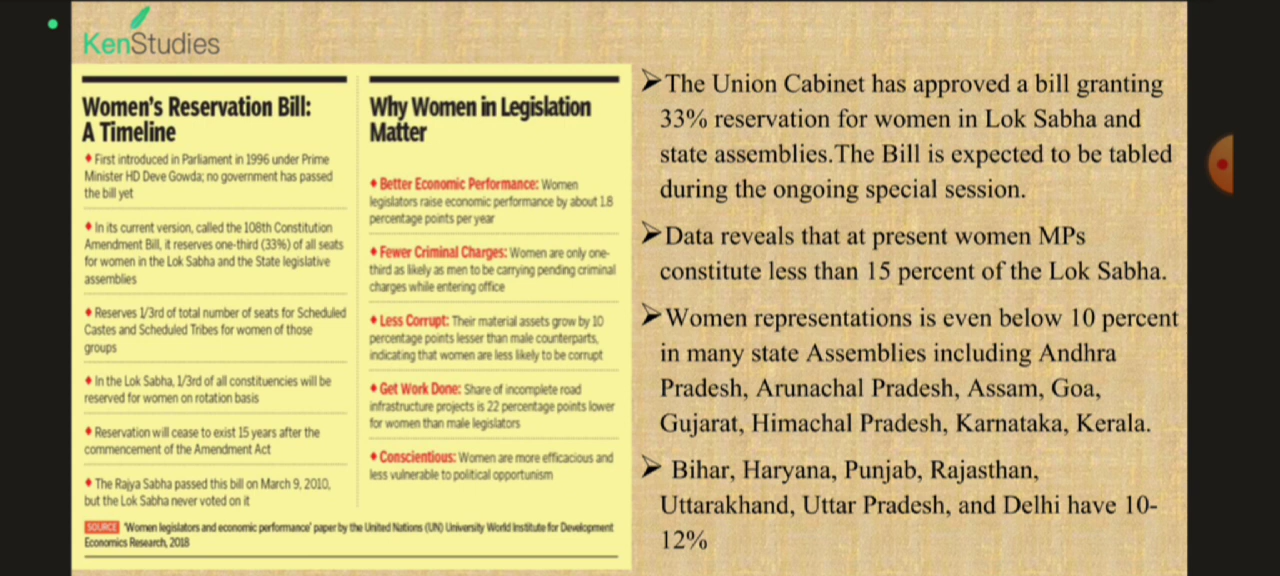 KenStudies
Women's Reservation Bill:
A Timeline
♦ First introduced in Parliament in 1996 under Prime
Minister HD Deve Gowda; no government has passed
the bill yet
♦ In its current version, called the 108th Constitution
Amendment Bill, it reserves one-third (33%) of all seats
for women in the Lok Sabha and the State legislative
assemblies
♦ Reserves 1/3rd of total number of seats for Scheduled
Castes and Scheduled Tribes for women of those
groups
♦ In the Lok Sabha, 1/3rd of all constituencies will be
reserved for women on rotation basis
♦ Reservation will cease to exist 15 years after the
commencement of the Amendment Act
♦ The Rajya Sabha passed this bill on March 9, 2010,
but the Lok Sabha never voted on it
Why Women in Legislation
Matter
♦ Better Economic Performance: Women
legislators raise economic performance by about 1.8
percentage points per year
♦ Fewer Criminal Charges: Women are only one-
third as likely as men to be carrying pending criminal
charges while entering office
♦ Less Corrupt: Their material assets grow by 10
percentage points lesser than male counterparts,
indicating that women are less likely to be corrupt
♦ Get Work Done: Share of incomplete road
infrastructure projects is 22 percentage points lower
for women than male legislators
♦ Conscientious: Women are more efficacious and
less vulnerable to political opportunism
SOURCE 'Women legislators and economic performance' paper by the United Nations (UN) University World Institute for Development
Economics Research, 2018
➢The Union Cabinet has approved a bill granting
33% reservation for women in Lok Sabha and
state assemblies.The Bill is expected to be tabled
during the ongoing special session.
➢Data reveals that at present women MPs
constitute less than 15 percent of the Lok Sabha.
➢Women representations is even below 10 percent
in many state Assemblies including Andhra
Pradesh, Arunachal Pradesh, Assam, Goa,
Gujarat, Himachal Pradesh, Karnataka, Kerala.
➢ Bihar, Haryana, Punjab, Rajasthan,
Uttarakhand, Uttar Pradesh, and Delhi have 10-
12%